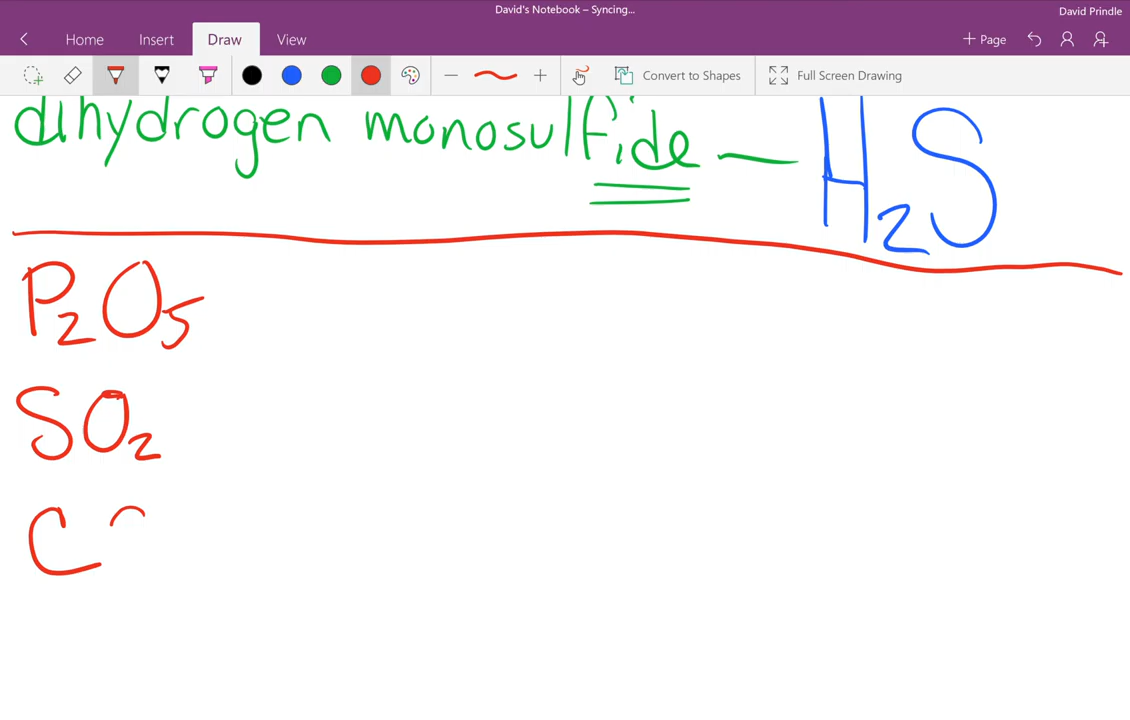 David's Notebook – Syncing...
David Prindle
Home Insert Draw View + Page
Convert to Shapes Full Screen Drawing
dihydrogen monosulfide — H₂S
P₂O₅
SO₂
C